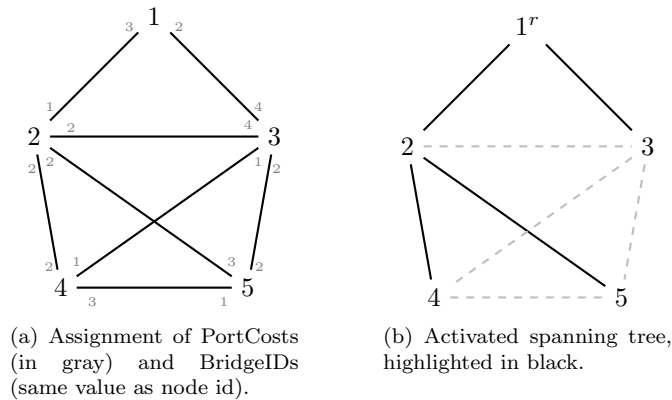 1
3 2
1 4
2 2 4 3
2 2 1 2
2 1 3 2
4 5
3 1
(a) Assignment of PortCosts
(in gray) and BridgeIDs
(same value as node id).
1r
2 3
4 5
(b) Activated spanning tree,
highlighted in black.